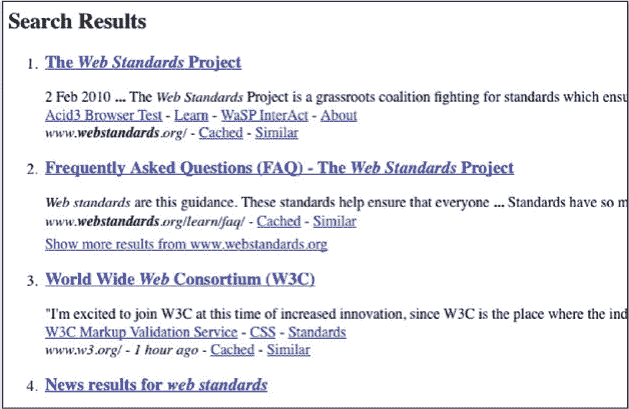 Search Results
1. The Web Standards Project
2 Feb 2010 ... The Web Standards Project is a grassroots coalition fighting for standards which ensu
Acid3 Browser Test - Learn - WaSP InterAct - About
www.webstandards.org/ - Cached - Similar
2. Frequently Asked Questions (FAQ) - The Web Standards Project
Web standards are this guidance. These standards help ensure that everyone ... Standards have so m
www.webstandards.org/learn/faq/ - Cached - Similar
Show more results from www.webstandards.org
3. World Wide Web Consortium (W3C)
"I'm excited to join W3C at this time of increased innovation, since W3C is the place where the ind
W3C Markup Validation Service - CSS - Standards
www.w3.org/ - 1 hour ago - Cached - Similar
4. News results for web standards